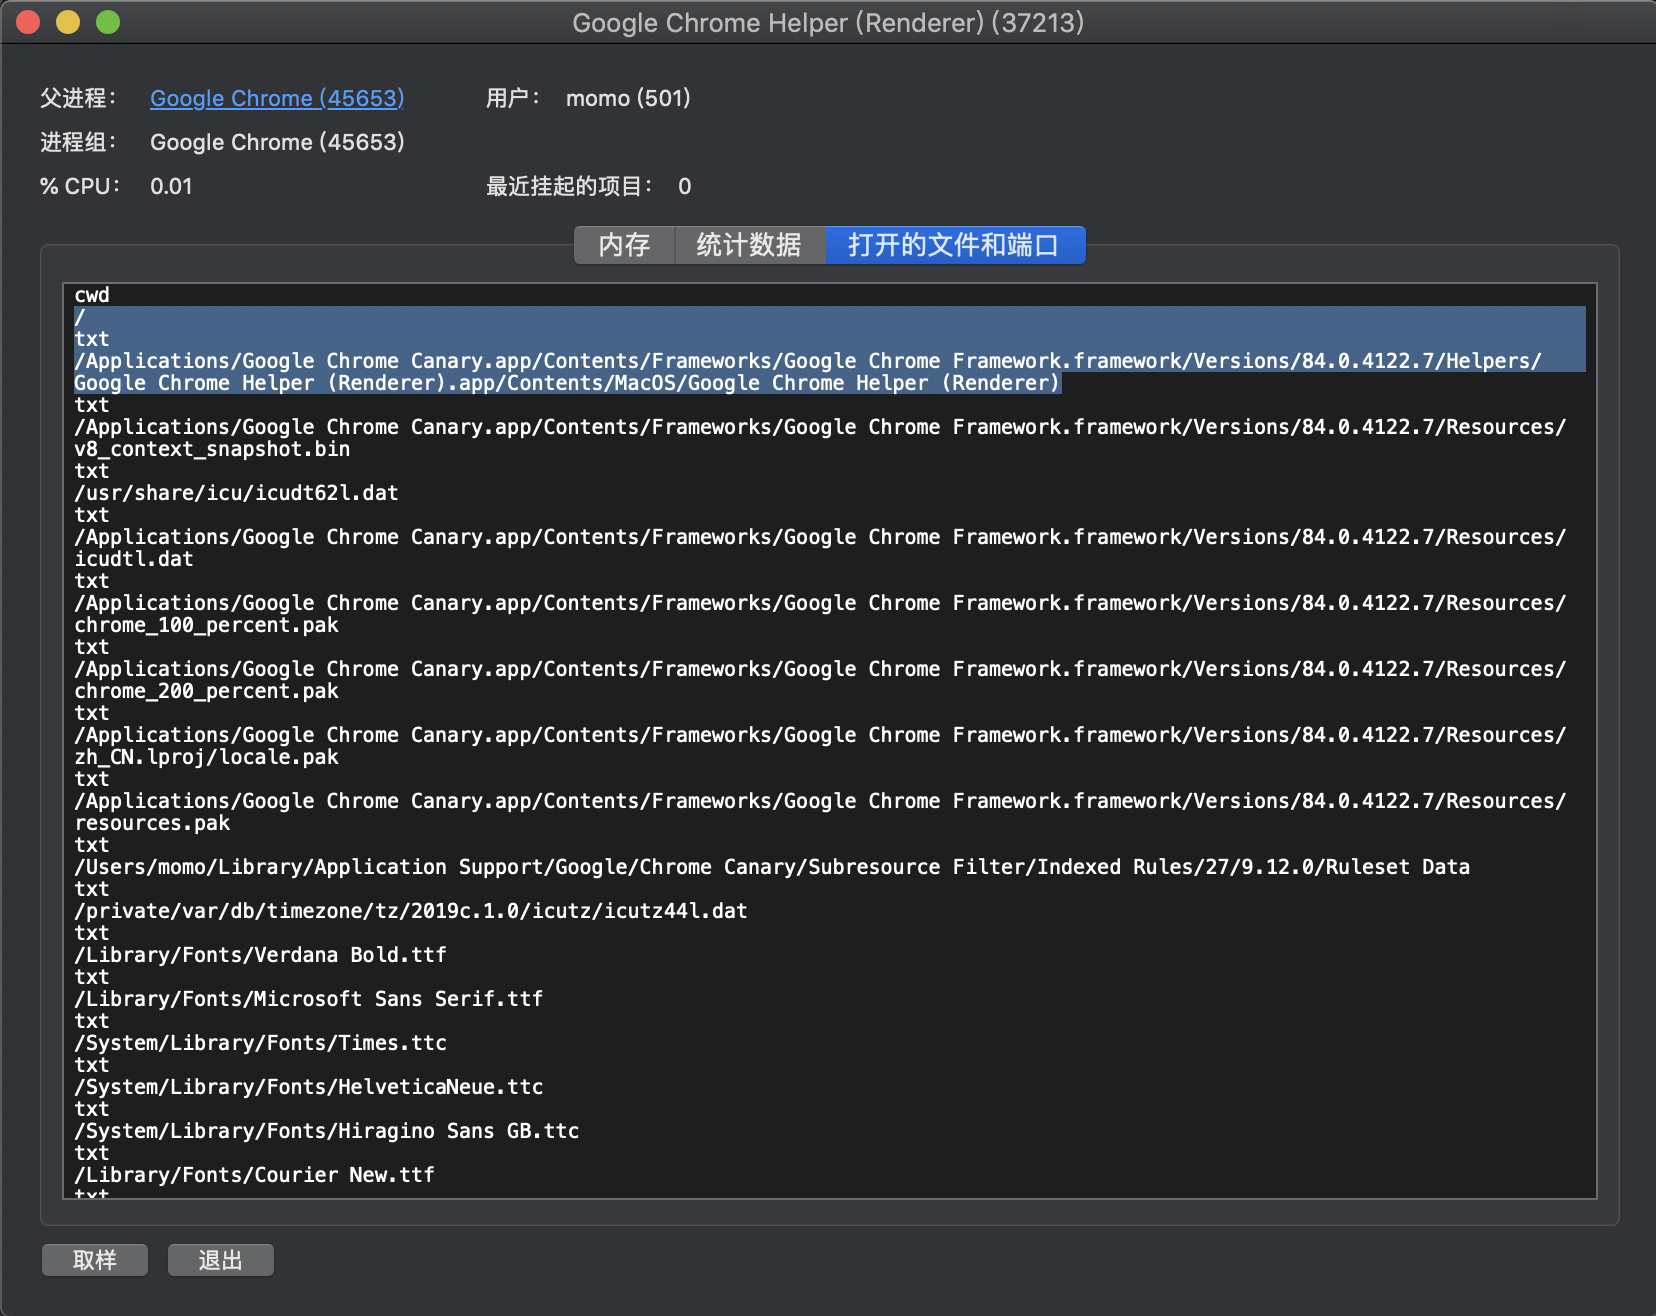 Google Chrome Helper (Renderer) (37213)
父进程： Google Chrome (45653) 用户： momo (501)
进程组： Google Chrome (45653)
% CPU： 0.01 最近挂起的项目： 0
内存 统计数据 打开的文件和端口
cwd
/
txt
/Applications/Google Chrome Canary.app/Contents/Frameworks/Google Chrome Framework.framework/Versions/84.0.4122.7/Helpers/
Google Chrome Helper (Renderer).app/Contents/MacOS/Google Chrome Helper (Renderer)
txt
/Applications/Google Chrome Canary.app/Contents/Frameworks/Google Chrome Framework.framework/Versions/84.0.4122.7/Resources/
v8_context_snapshot.bin
txt
/usr/share/icu/icudt62l.dat
txt
/Applications/Google Chrome Canary.app/Contents/Frameworks/Google Chrome Framework.framework/Versions/84.0.4122.7/Resources/
icudtl.dat
txt
/Applications/Google Chrome Canary.app/Contents/Frameworks/Google Chrome Framework.framework/Versions/84.0.4122.7/Resources/
chrome_100_percent.pak
txt
/Applications/Google Chrome Canary.app/Contents/Frameworks/Google Chrome Framework.framework/Versions/84.0.4122.7/Resources/
chrome_200_percent.pak
txt
/Applications/Google Chrome Canary.app/Contents/Frameworks/Google Chrome Framework.framework/Versions/84.0.4122.7/Resources/
zh_CN.lproj/locale.pak
txt
/Applications/Google Chrome Canary.app/Contents/Frameworks/Google Chrome Framework.framework/Versions/84.0.4122.7/Resources/
resources.pak
txt
/Users/momo/Library/Application Support/Google/Chrome Canary/Subresource Filter/Indexed Rules/27/9.12.0/Ruleset Data
txt
/private/var/db/timezone/tz/2019c.1.0/icutz/icutz44l.dat
txt
/Library/Fonts/Verdana Bold.ttf
txt
/Library/Fonts/Microsoft Sans Serif.ttf
txt
/System/Library/Fonts/Times.ttc
txt
/System/Library/Fonts/HelveticaNeue.ttc
txt
/System/Library/Fonts/Hiragino Sans GB.ttc
txt
/Library/Fonts/Courier New.ttf
txt
取样 退出